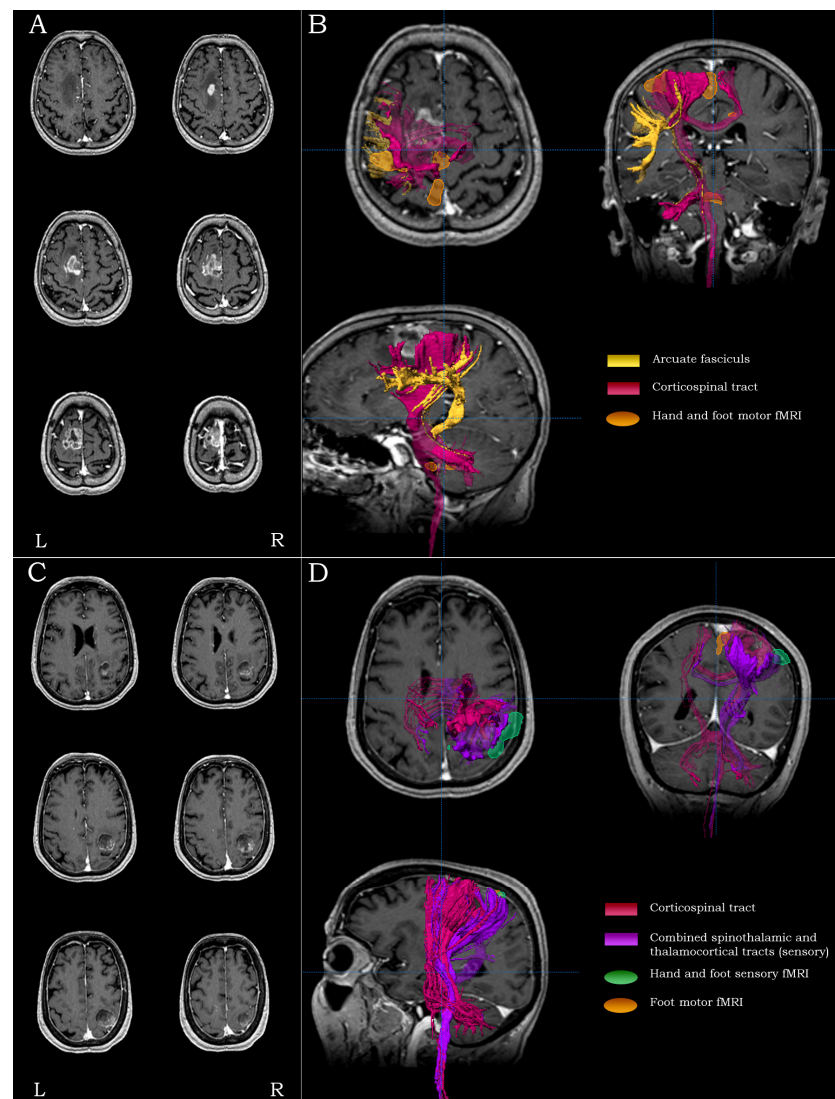 A
B
Arcuate fasciculs
Corticospinal tract
Hand and foot motor fMRI
L
R
C
D
Corticospinal tract
Combined spinothalamic and
thalamocortical tracts (sensory)
Hand and foot sensory fMRI
Foot motor fMRI
L
R